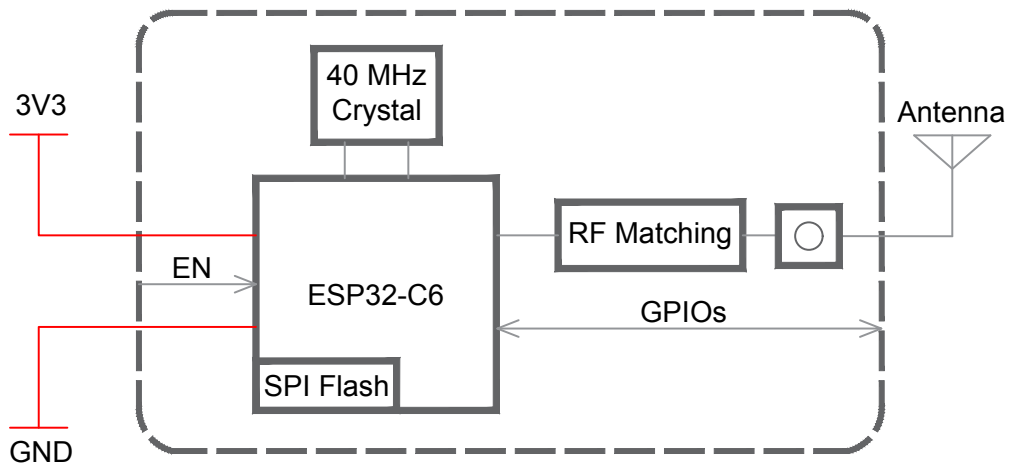 40 MHz
Crystal
3V3
Antenna
RF Matching
EN
ESP32-C6
GPIOs
SPI Flash
GND